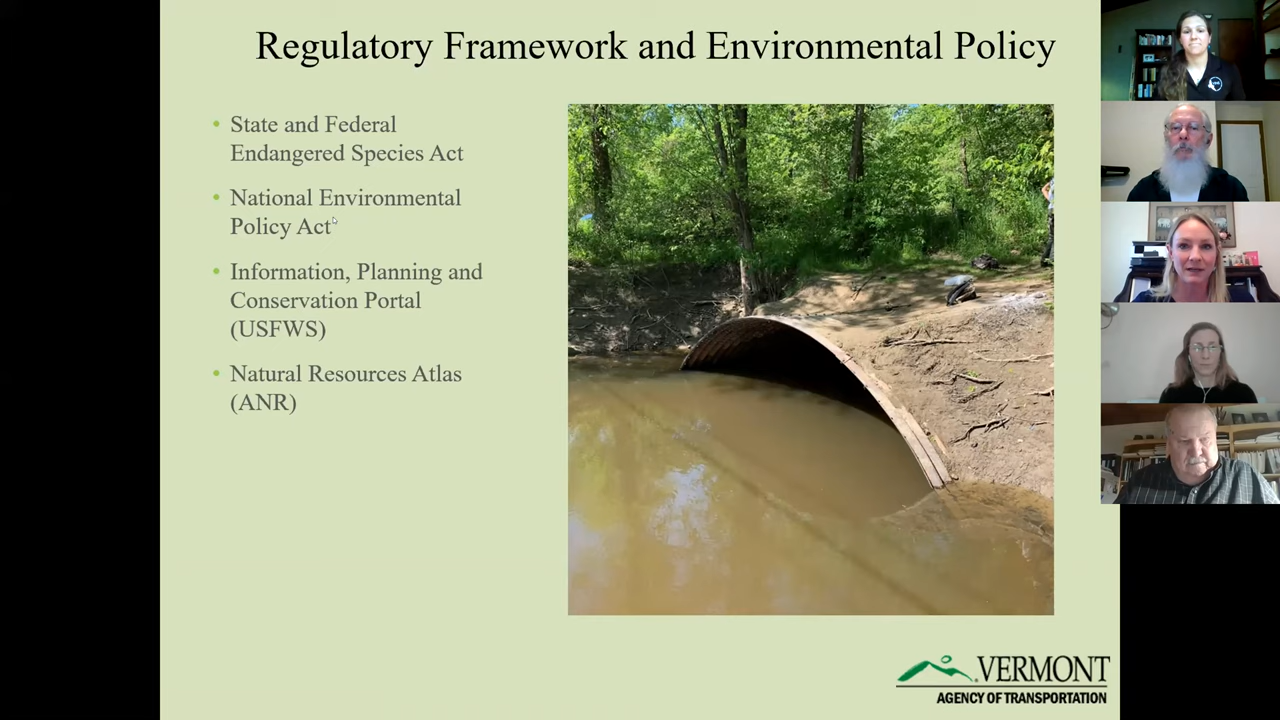 Regulatory Framework and Environmental Policy
• State and Federal
Endangered Species Act
• National Environmental
Policy Act
• Information, Planning and
Conservation Portal
(USFWS)
• Natural Resources Atlas
(ANR)
VERMONT
AGENCY OF TRANSPORTATION